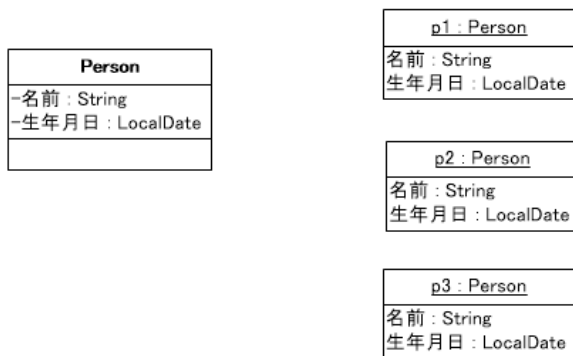 Person
-名前 : String
-生年月日 : LocalDate
p1 : Person
名前 : String
生年月日 : LocalDate
p2 : Person
名前 : String
生年月日 : LocalDate
p3 : Person
名前 : String
生年月日 : LocalDate